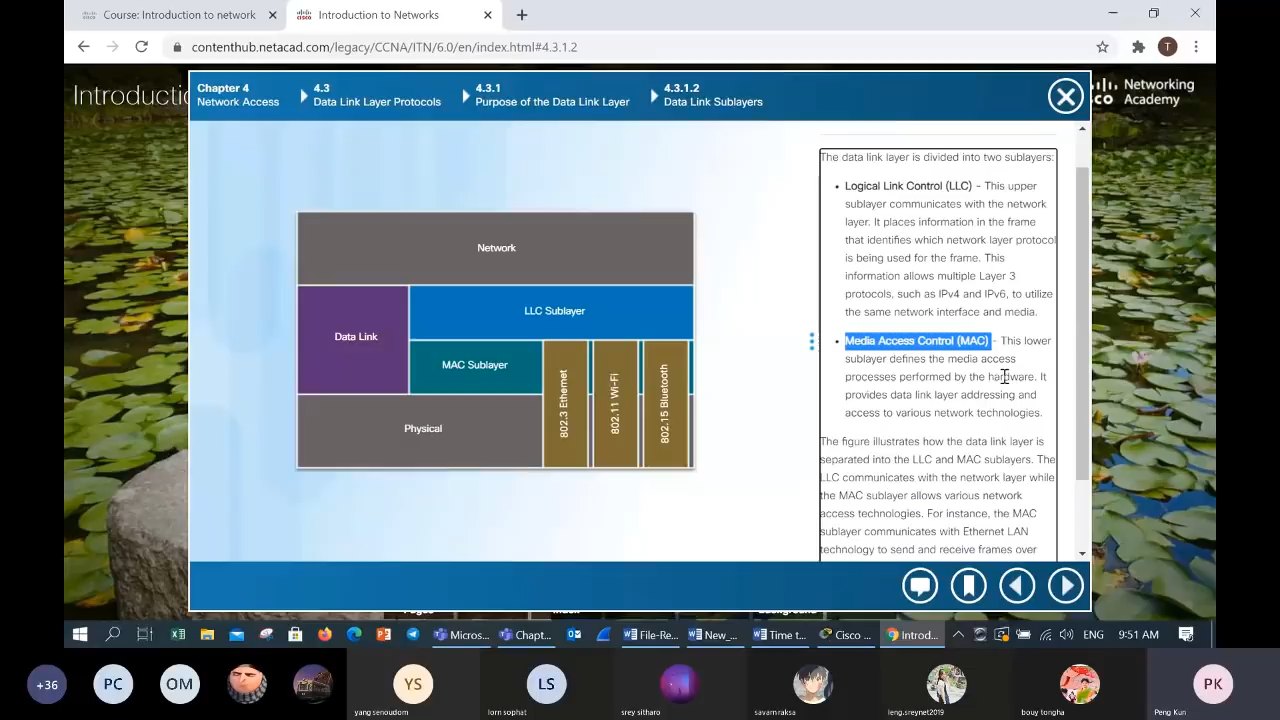 Course: Introduction to network
Introduction to Networks
contenthub.netacad.com/legacy/CCNA/ITN/6.0/en/index.html#4.3.1.2
T
Introductio
Networking
Academy
Chapter 4
Network Access
4.3
Data Link Layer Protocols
4.3.1
Purpose of the Data Link Layer
4.3.1.2
Data Link Sublayers
Network
Data Link
LLC Sublayer
MAC Sublayer
Physical
802.3 Ethernet
802.11 Wi-Fi
802.15 Bluetooth
The data link layer is divided into two sublayers:
• Logical Link Control (LLC) - This upper
sublayer communicates with the network
layer. It places information in the frame
that identifies which network layer protocol
is being used for the frame. This
information allows multiple Layer 3
protocols, such as IPv4 and IPv6, to utilize
the same network interface and media.
• Media Access Control (MAC) - This lower
sublayer defines the media access
processes performed by the hardware. It
provides data link layer addressing and
access to various network technologies.
The figure illustrates how the data link layer is
separated into the LLC and MAC sublayers. The
LLC communicates with the network layer while
the MAC sublayer allows various network
access technologies. For instance, the MAC
sublayer communicates with Ethernet LAN
technology to send and receive frames over
Micros...
Chapt...
File-Re...
New_...
Time t...
Cisco ...
Introd...
ENG
9:51 AM
+36
PC
OM
YS
LS
PK
yang senoudom
lorn sophat
srey sitharo
savam raksa
leng.sreynet2019
bouy tongha
Peng Kun